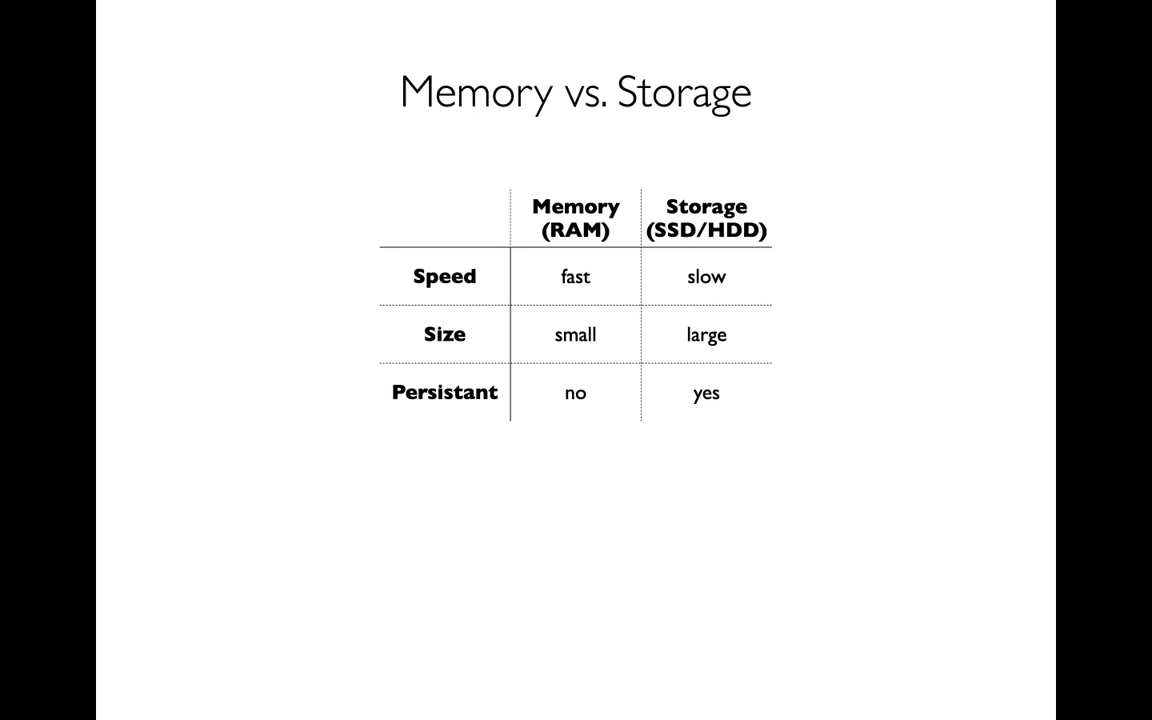 Memory vs. Storage
Memory Storage
(RAM) (SSD/HDD)
Speed fast slow
Size small large
Persistant no yes